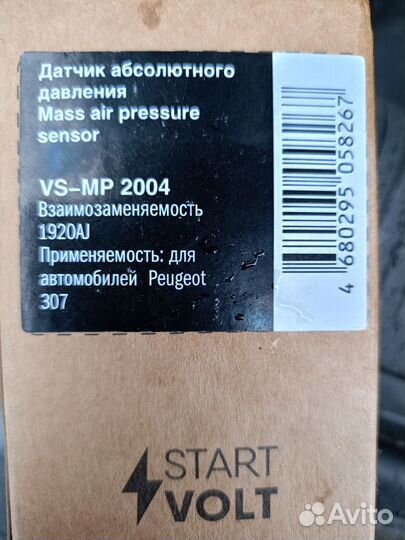 Датчик абсолютного
давления
Mass air pressure
sensor
VS-MP 2004
Взаимозаменяемость
1920AJ
Применяемость: для
автомобилей Peugeot
307
4 680295 058267
START
VOLT
Avito